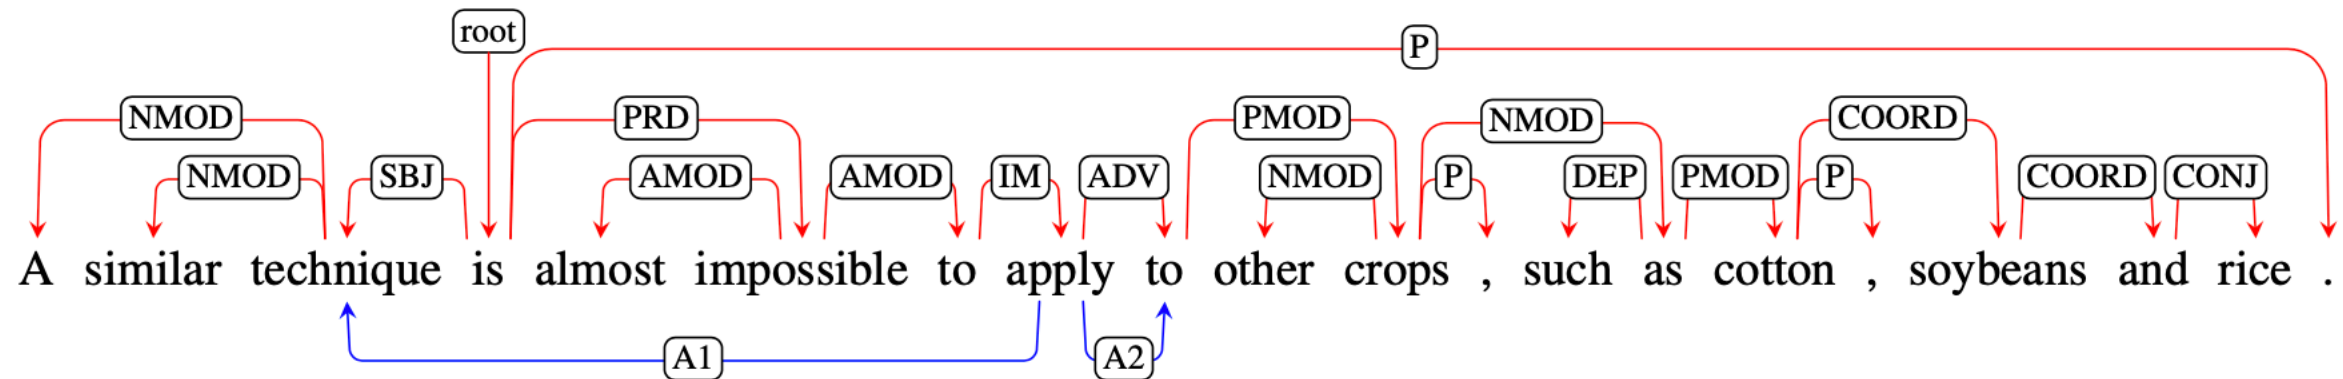 root
P
NMOD PRD PMOD NMOD COORD
NMOD SBJ AMOD AMOD IM ADV NMOD P DEP PMOD P COORD CONJ
A similar technique is almost impossible to apply to other crops , such as cotton , soybeans and rice .
A1 A2